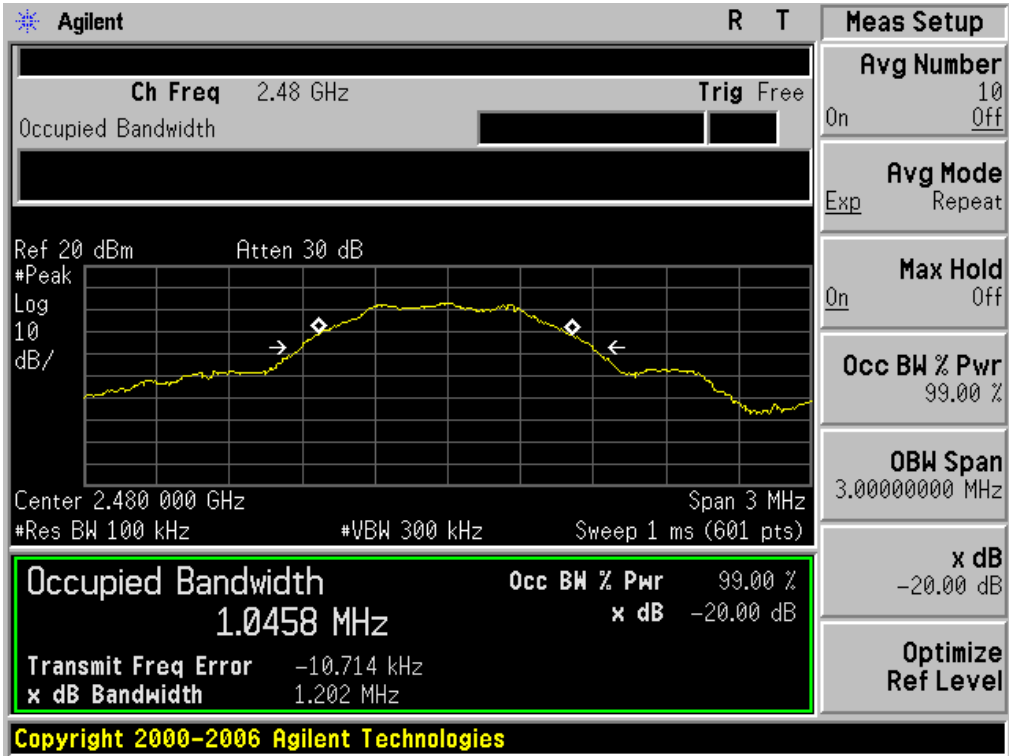 Agilent R T
Ch Freq 2.48 GHz Trig Free
Occupied Bandwidth
Ref 20 dBm Atten 30 dB
#Peak
Log
10
dB/
Center 2.480 000 GHz Span 3 MHz
#Res BW 100 kHz #VBW 300 kHz Sweep 1 ms (601 pts)
Occupied Bandwidth Occ BW % Pwr 99.00 %
1.0458 MHz x dB -20.00 dB
Transmit Freq Error -10.714 kHz
x dB Bandwidth 1.202 MHz
Copyright 2000-2006 Agilent Technologies
Meas Setup
Avg Number
10
On Off
Avg Mode
Exp Repeat
Max Hold
On Off
Occ BW % Pwr
99.00 %
OBW Span
3.00000000 MHz
x dB
-20.00 dB
Optimize
Ref Level